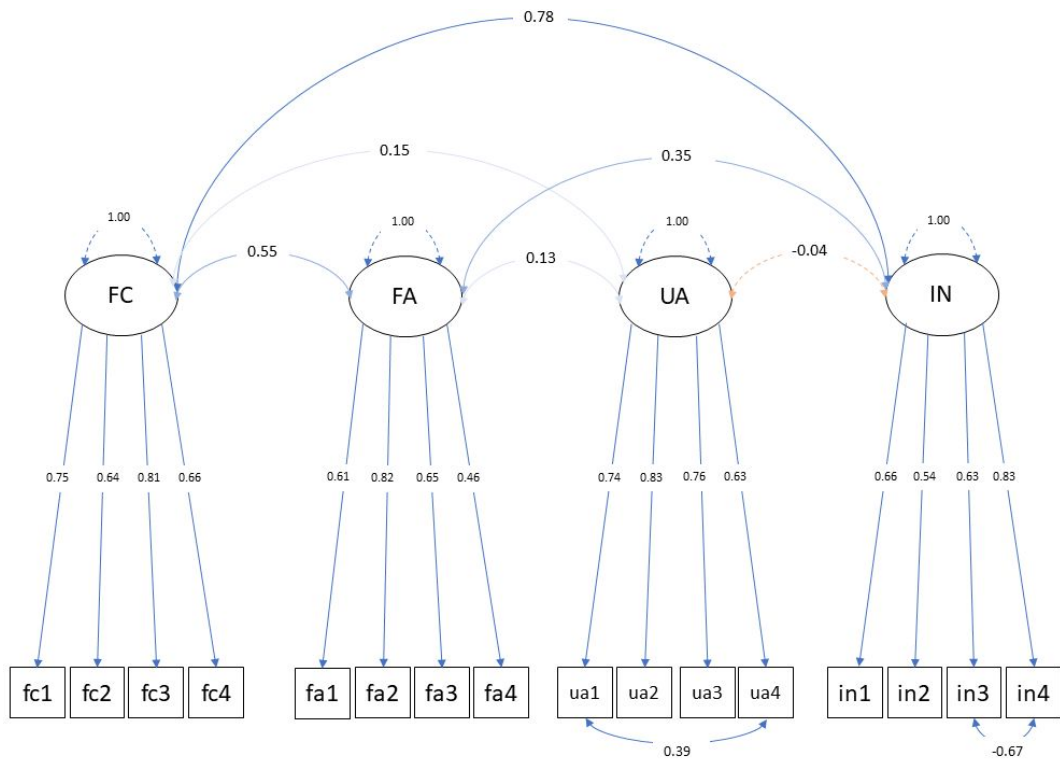 0.78
0.15 0.35
1.00 1.00 1.00 1.00
0.55 0.13 -0.04
FC FA UA IN
0.75 0.64 0.81 0.66 0.61 0.82 0.65 0.46 0.74 0.83 0.76 0.63 0.66 0.54 0.63 0.83
fc1 fc2 fc3 fc4 fa1 fa2 fa3 fa4 ua1 ua2 ua3 ua4 in1 in2 in3 in4
0.39 -0.67